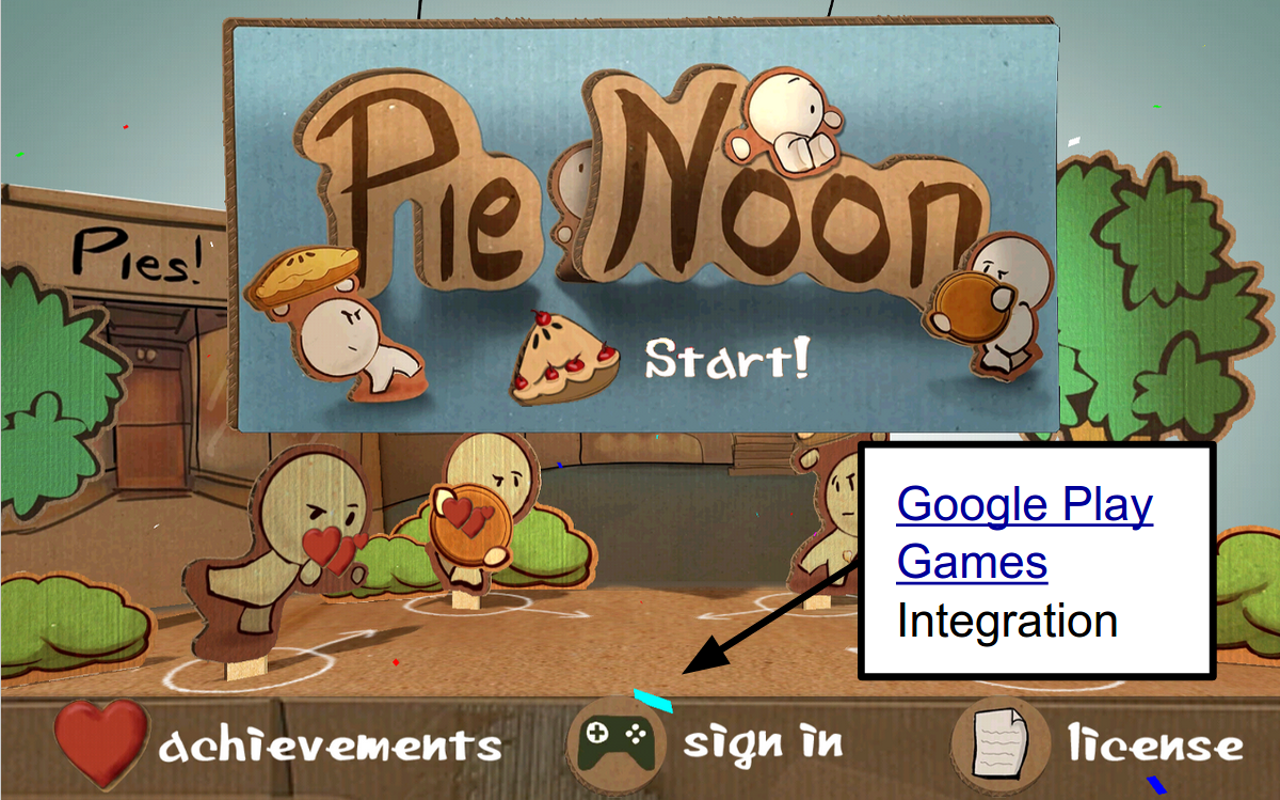 Pie Noon
Pies!
Start!
Google Play
Games
Integration
achievements
sign in
license